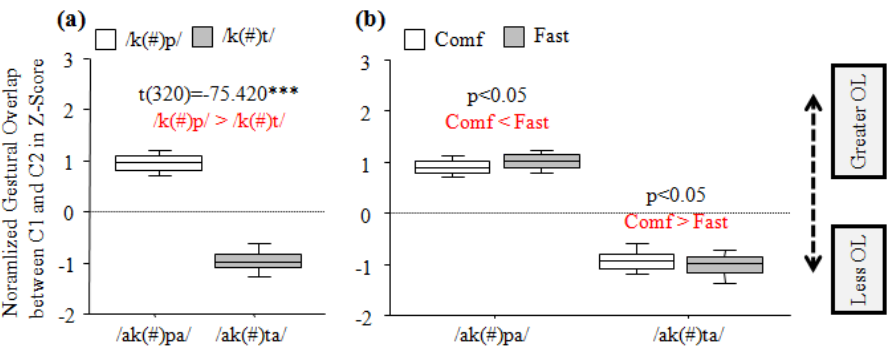 (a)
/k(#)p/ /k(#)t/
Noramlized Gestural Overlap
between C1 and C2 in Z-Score
3
2
1
0
-1
-2
t(320)=-75.420***
/k(#)p/ > /k(#)t/
/ak(#)pa/ /ak(#)ta/
(b)
Comf Fast
3
2
1
0
-1
-2
p<0.05
Comf < Fast
p<0.05
Comf > Fast
/ak(#)pa/ /ak(#)ta/
Greater OL
Less OL